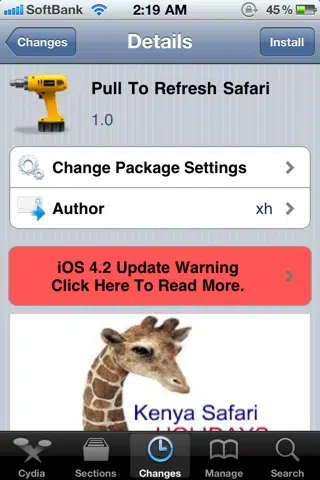 SoftBank 2:19 AM 45%
Changes Details Install
Pull To Refresh Safari
1.0
Change Package Settings
Author xh
iOS 4.2 Update Warning
Click Here To Read More.
Kenya Safari
HOLIDAYS
Cydia Sections Changes Manage Search